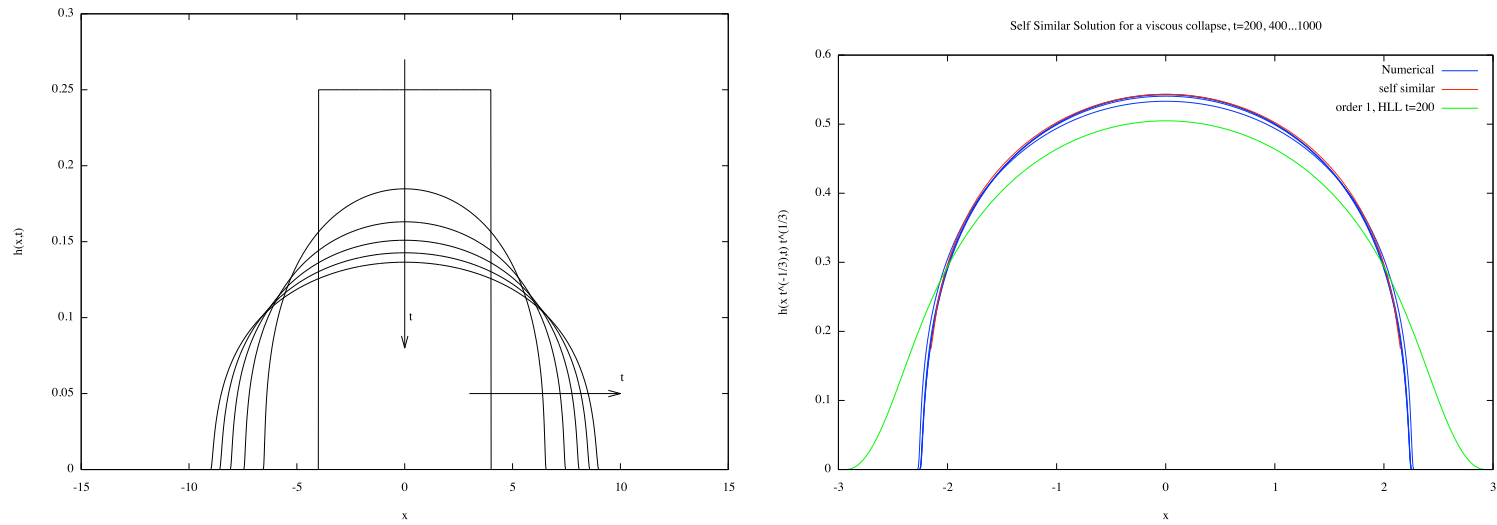 0.3
0.25
0.2
0.15
0.1
0.05
0
h(x,t)
t
t
-15
-10
-5
0
5
10
15
x
Self Similar Solution for a viscous collapse, t=200, 400...1000
0.6
0.5
0.4
0.3
0.2
0.1
0
h(x t^(-1/3),t) t^(1/3)
Numerical
self similar
order 1, HLL t=200
-3
-2
-1
0
1
2
3
x